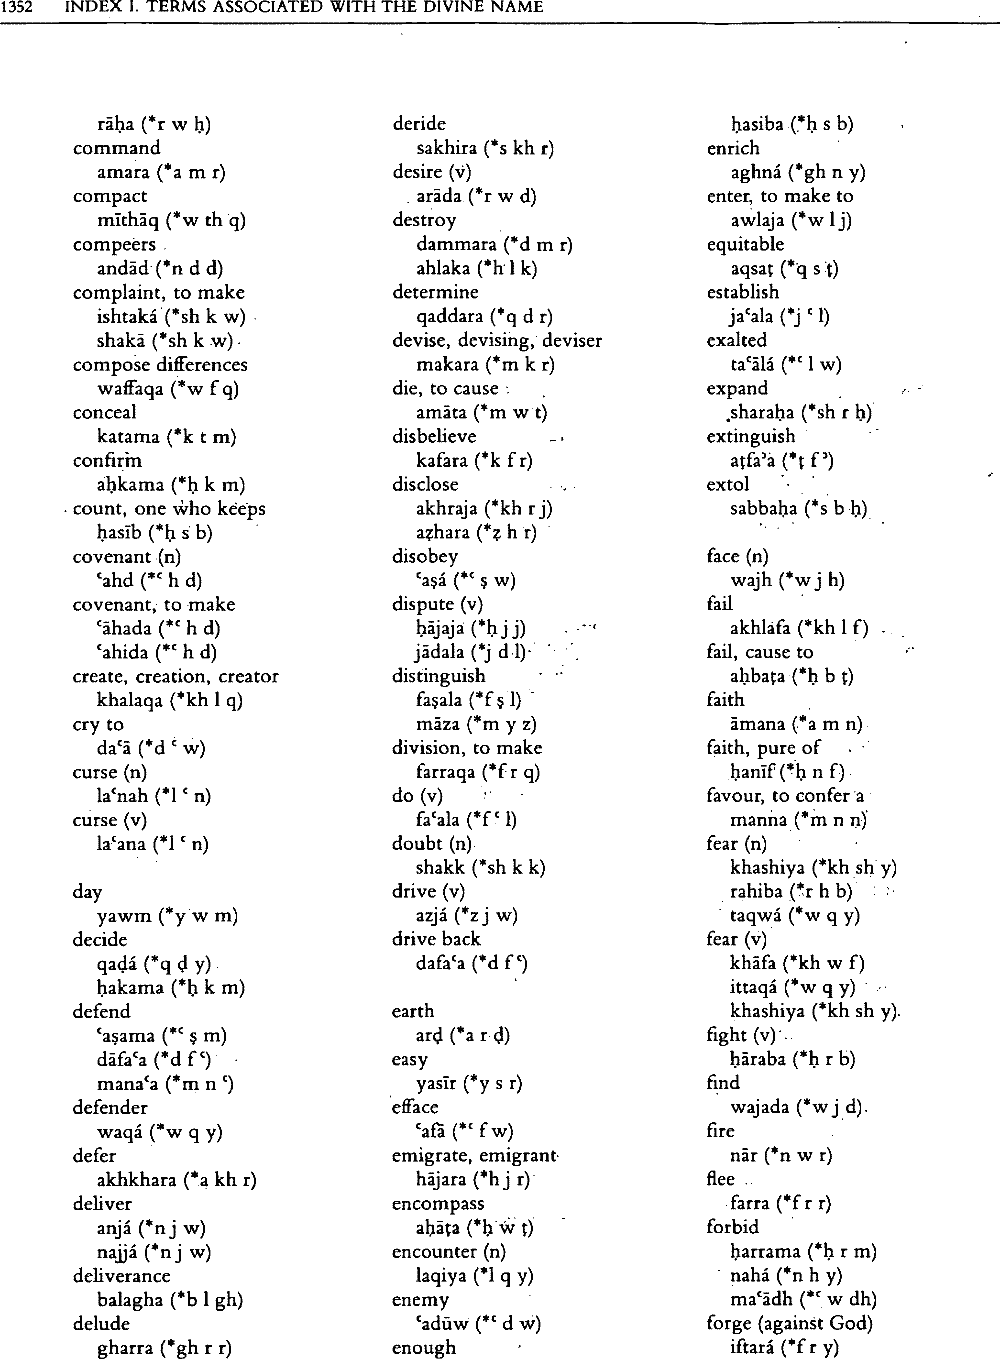 1352 INDEX I. TERMS ASSOCIATED WITH THE DIVINE NAME
rāḥa (*r w ḥ)
command
amara (*a m r)
compact
mīthāq (*w th q)
compeers
andād (*n d d)
complaint, to make
ishtaká (*sh k w)
shakā (*sh k w)
compose differences
waffaqa (*w f q)
conceal
katama (*k t m)
confirm
aḥkama (*ḥ k m)
count, one who keeps
ḥasīb (*ḥ s b)
covenant (n)
ʿahd (*ʿ h d)
covenant, to make
ʿāhada (*ʿ h d)
ʿahida (*ʿ h d)
create, creation, creator
khalaqa (*kh l q)
cry to
daʿā (*d ʿ w)
curse (n)
laʿnah (*l ʿ n)
curse (v)
laʿana (*l ʿ n)
day
yawm (*y w m)
decide
qaḍá (*q ḍ y)
ḥakama (*ḥ k m)
defend
ʿaṣama (*ʿ ṣ m)
dāfaʿa (*d f ʿ)
manaʿa (*m n ʿ)
defender
waqá (*w q y)
defer
akhkhara (*a kh r)
deliver
anjá (*n j w)
najjá (*n j w)
deliverance
balagha (*b l gh)
delude
gharra (*gh r r)
deride
sakhira (*s kh r)
desire (v)
arāda (*r w d)
destroy
dammara (*d m r)
ahlaka (*h l k)
determine
qaddara (*q d r)
devise, devising, deviser
makara (*m k r)
die, to cause
amāta (*m w t)
disbelieve
kafara (*k f r)
disclose
akhraja (*kh r j)
aẓhara (*ẓ h r)
disobey
ʿaṣá (*ʿ ṣ w)
dispute (v)
ḥājaja (*ḥ j j)
jādala (*j d l)
distinguish
faṣala (*f ṣ l)
māza (*m y z)
division, to make
farraqa (*f r q)
do (v)
faʿala (*f ʿ l)
doubt (n)
shakk (*sh k k)
drive (v)
azjá (*z j w)
drive back
dafaʿa (*d f ʿ)
earth
arḍ (*a r ḍ)
easy
yasīr (*y s r)
efface
ʿafā (*ʿ f w)
emigrate, emigrant
hājara (*h j r)
encompass
aḥāṭa (*ḥ w ṭ)
encounter (n)
laqiya (*l q y)
enemy
ʿadūw (*ʿ d w)
enough
ḥasiba (*ḥ s b)
enrich
aghná (*gh n y)
enter, to make to
awlaja (*w l j)
equitable
aqsaṭ (*q s ṭ)
establish
jaʿala (*j ʿ l)
exalted
taʿālá (*ʿ l w)
expand
sharaḥa (*sh r ḥ)
extinguish
aṭfaʾa (*ṭ f ʾ)
extol
sabbaḥa (*s b ḥ)
face (n)
wajh (*w j h)
fail
akhlafa (*kh l f)
fail, cause to
aḥbaṭa (*ḥ b ṭ)
faith
āmana (*a m n)
faith, pure of
ḥanīf (*ḥ n f)
favour, to confer a
manna (*m n n)
fear (n)
khashiya (*kh sh y)
rahiba (*r h b)
taqwá (*w q y)
fear (v)
khāfa (*kh w f)
ittaqá (*w q y)
khashiya (*kh sh y)
fight (v)
ḥāraba (*ḥ r b)
find
wajada (*w j d)
fire
nār (*n w r)
flee
farra (*f r r)
forbid
ḥarrama (*ḥ r m)
nahá (*n h y)
maʿādh (*ʿ w dh)
forge (against God)
iftará (*f r y)